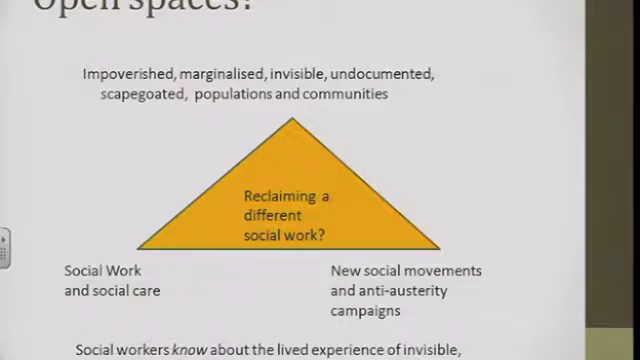 Open spaces?
Impoverished, marginalised, invisible, undocumented,
scapegoated, populations and communities
Reclaiming a
different
social work?
Social Work
and social care
New social movements
and anti-austerity
campaigns
Social workers know about the lived experience of invisible,